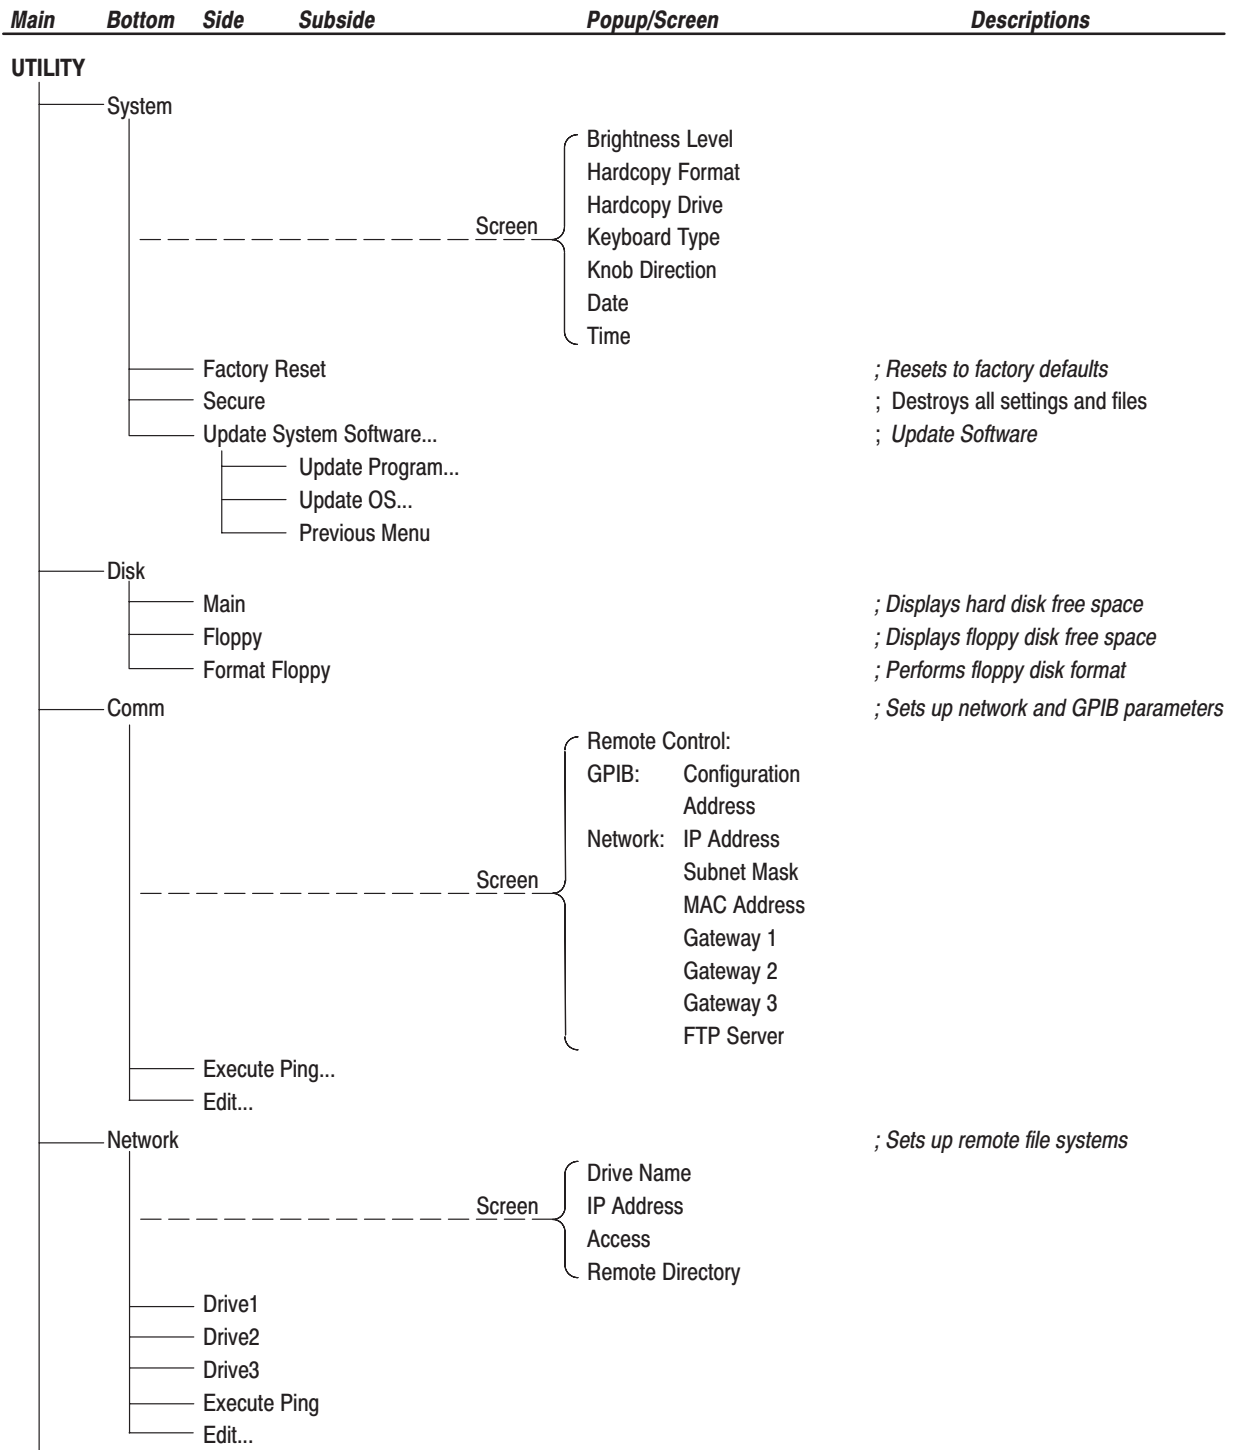 Main Bottom Side Subside Popup/Screen Descriptions
UTILITY
System
Brightness Level
Hardcopy Format
Hardcopy Drive
Screen
Keyboard Type
Knob Direction
Date
Time
Factory Reset ; Resets to factory defaults
Secure ; Destroys all settings and files
Update System Software... ; Update Software
Update Program...
Update OS...
Previous Menu
Disk
Main ; Displays hard disk free space
Floppy ; Displays floppy disk free space
Format Floppy ; Performs floppy disk format
Comm ; Sets up network and GPIB parameters
Remote Control:
GPIB: Configuration
Address
Network: IP Address
Subnet Mask
Screen
MAC Address
Gateway 1
Gateway 2
Gateway 3
FTP Server
Execute Ping...
Edit...
Network ; Sets up remote file systems
Drive Name
Screen IP Address
Access
Remote Directory
Drive1
Drive2
Drive3
Execute Ping
Edit...